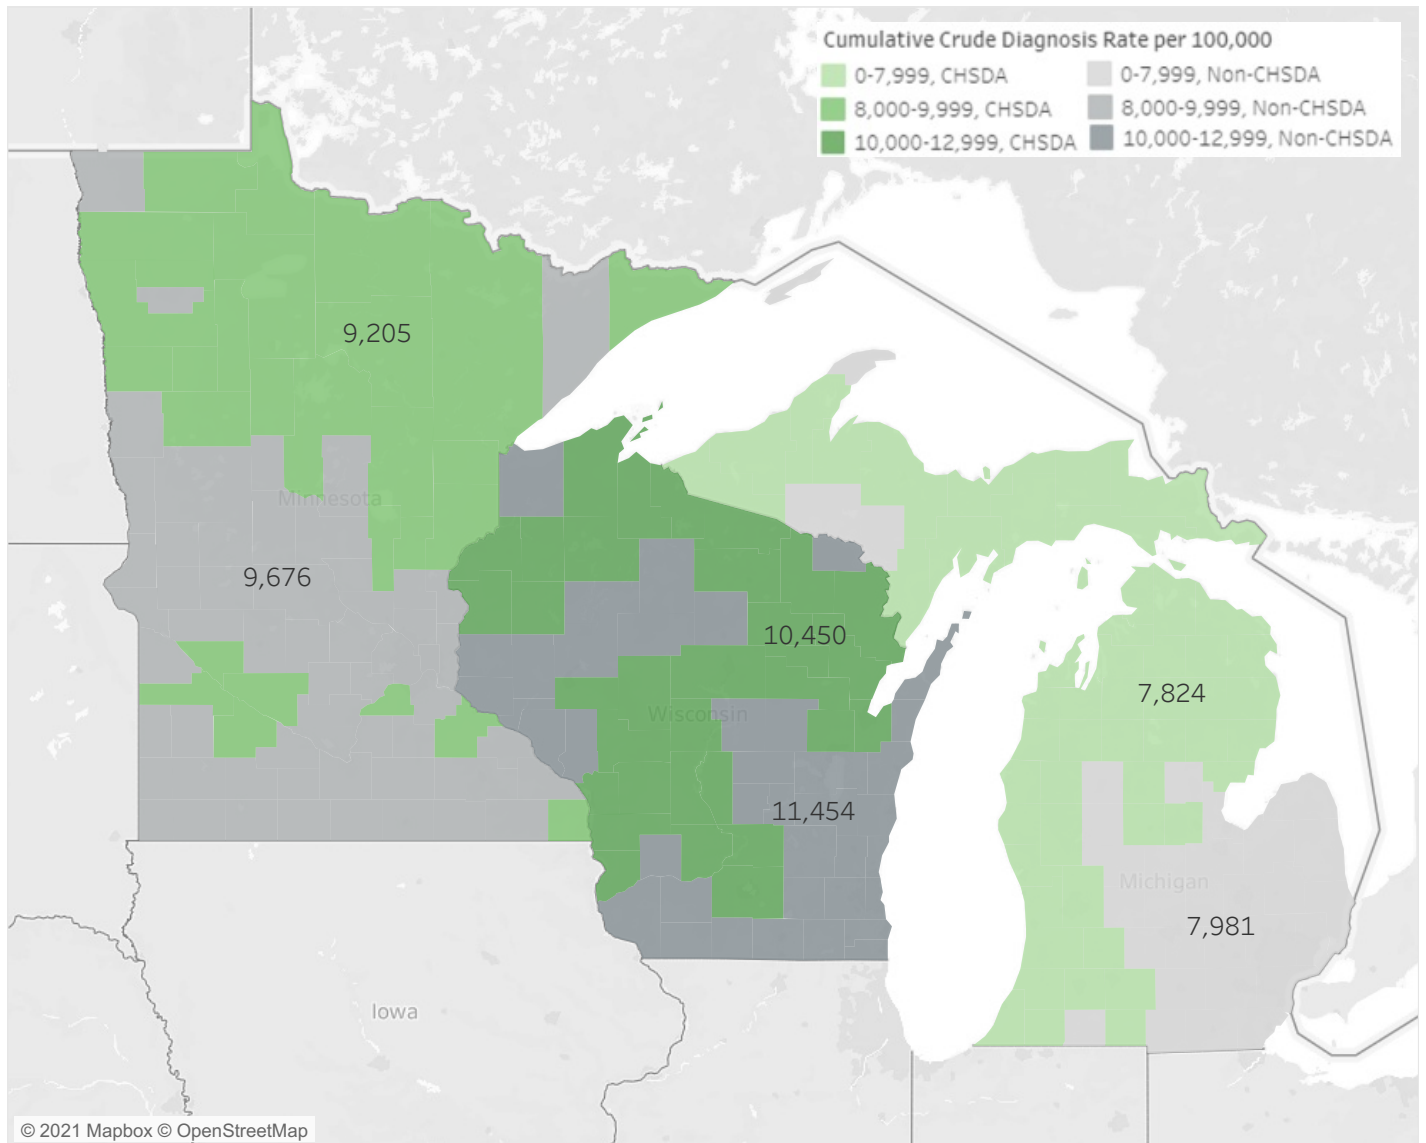 Cumulative Crude Diagnosis Rate per 100,000
0-7,999, CHSDA
0-7,999, Non-CHSDA
8,000-9,999, CHSDA
8,000-9,999, Non-CHSDA
10,000-12,999, CHSDA
10,000-12,999, Non-CHSDA
9,205
Minnesota
9,676
10,450
7,824
Wisconsin
11,454
Michigan
7,981
Iowa
© 2021 Mapbox © OpenStreetMap